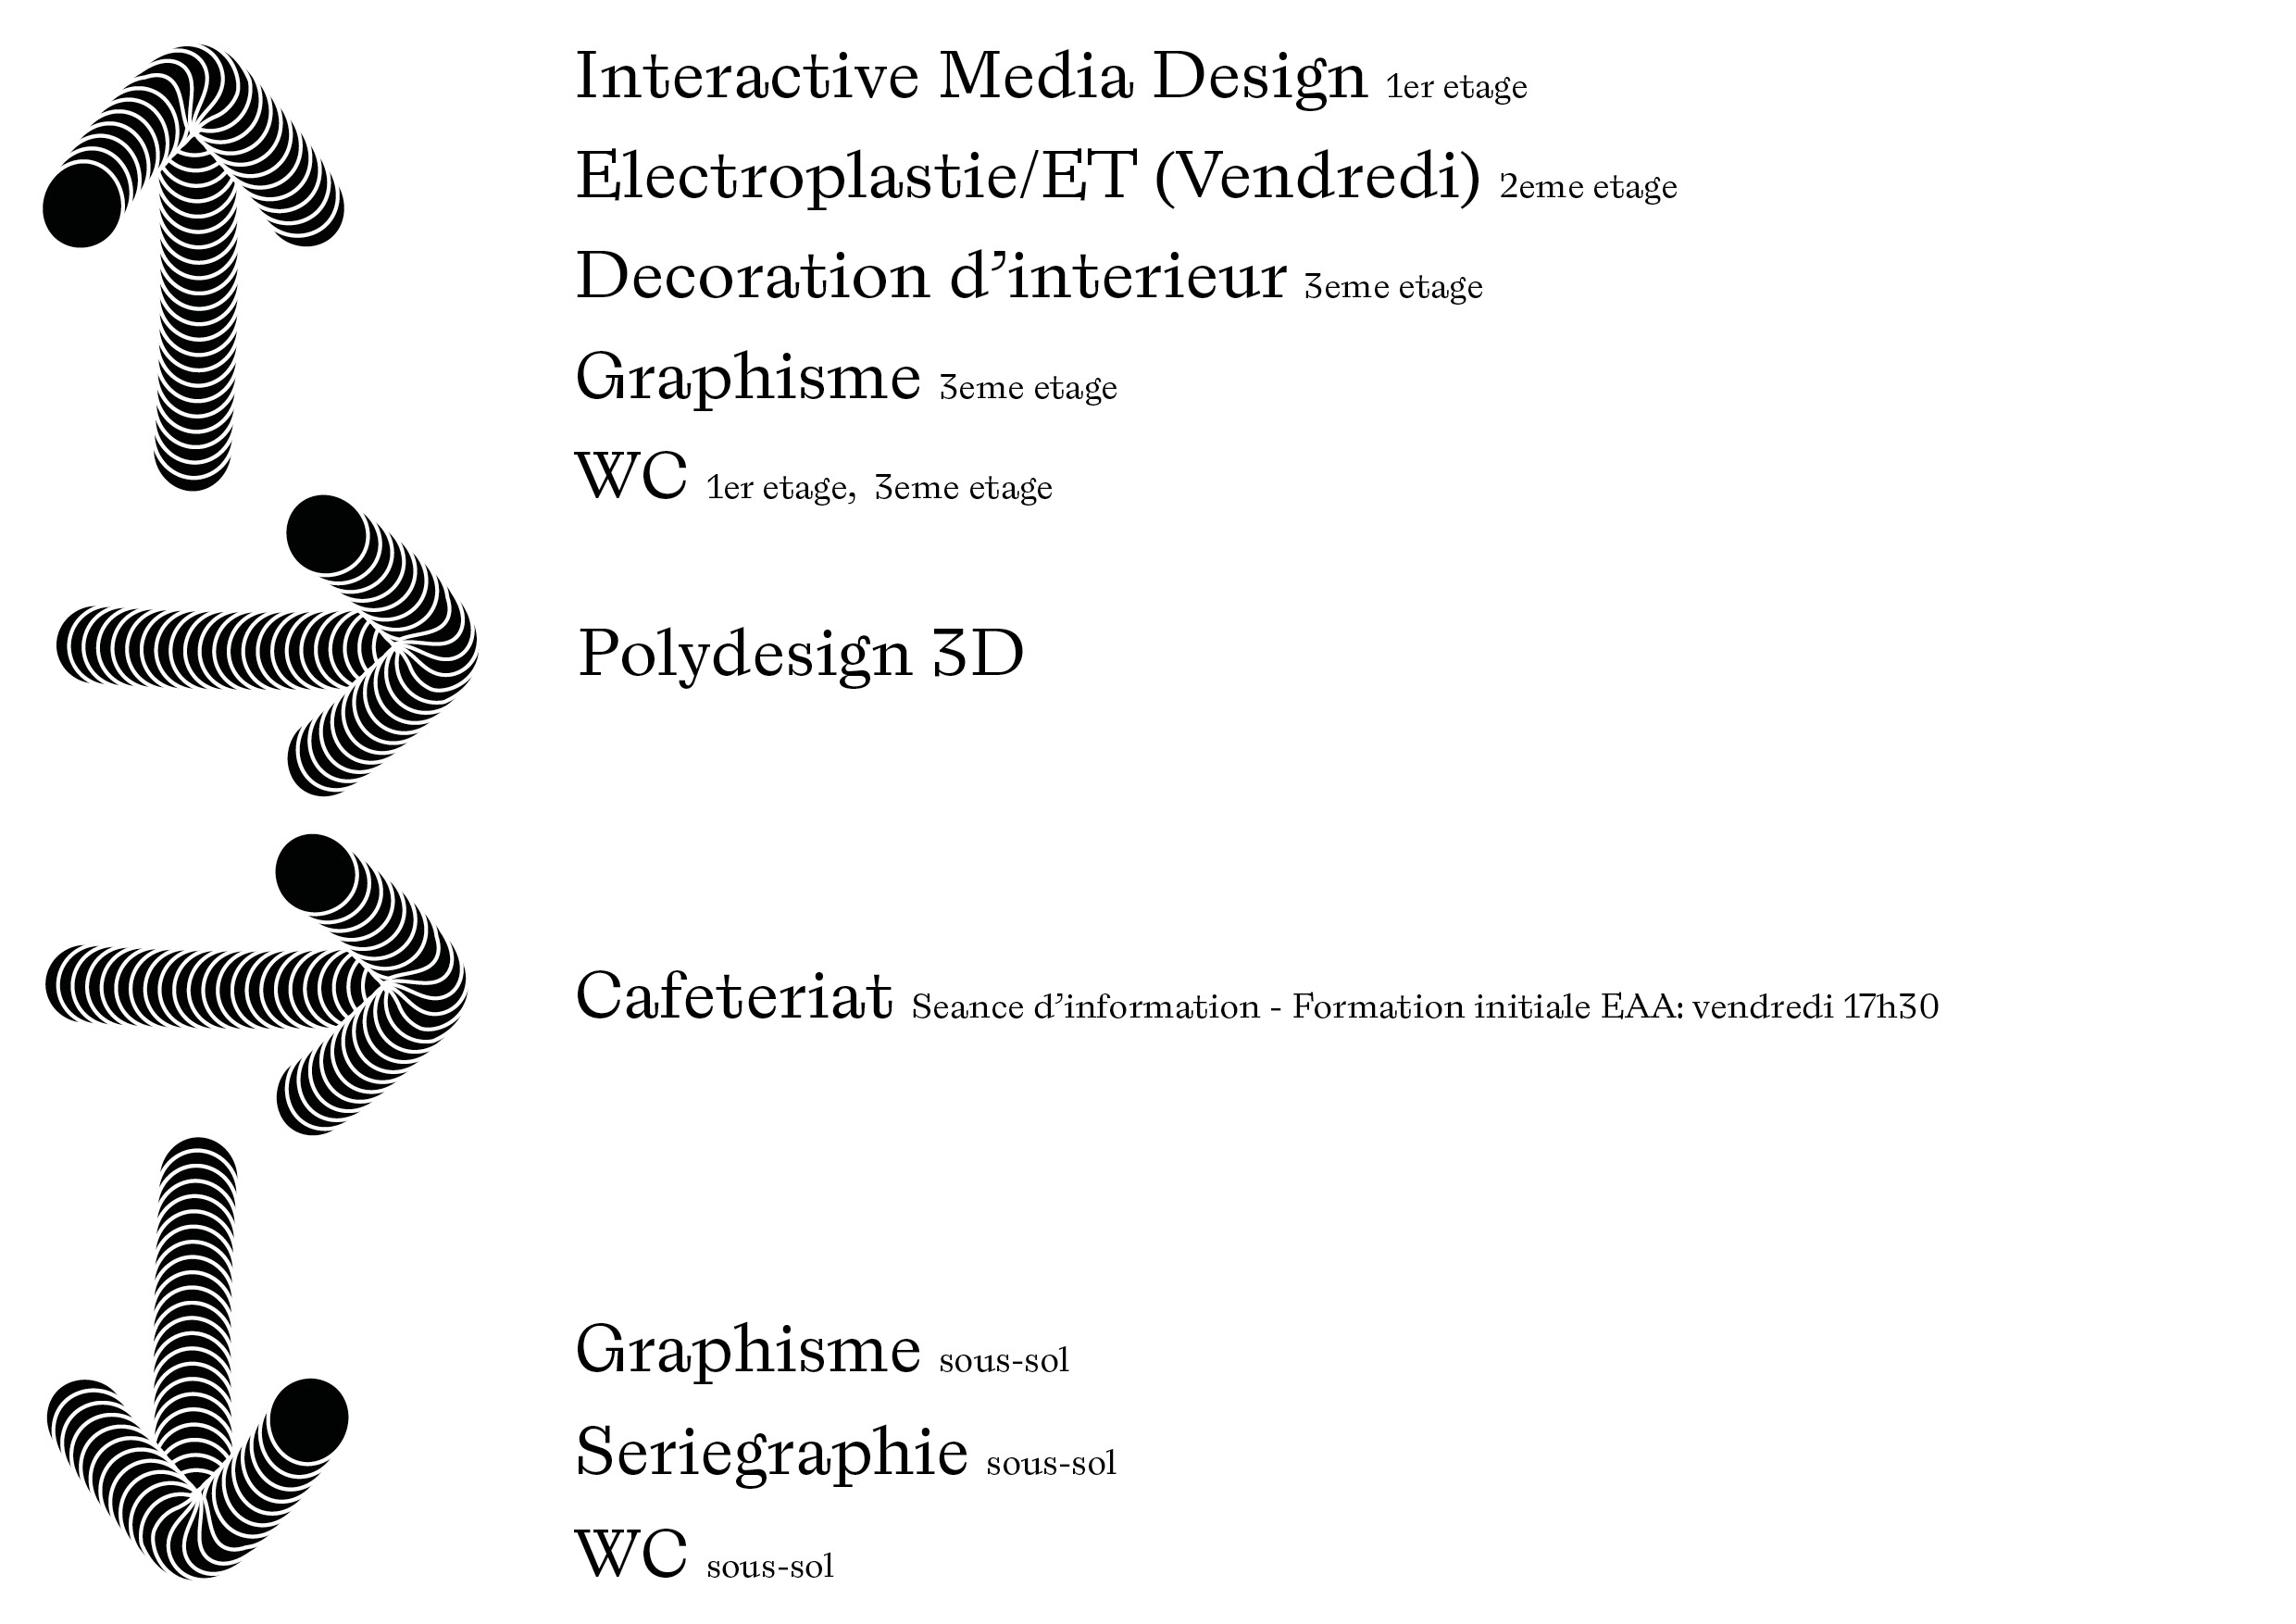 Interactive Media Design 1er etage
Electroplastie/ET (Vendredi) 2eme etage
Decoration d’interieur 3eme etage
Graphisme 3eme etage
WC 1er etage, 3eme etage
Polydesign 3D
Cafeteriat Seance d’information - Formation initiale EAA: vendredi 17h30
Graphisme sous-sol
Seriegraphie sous-sol
WC sous-sol